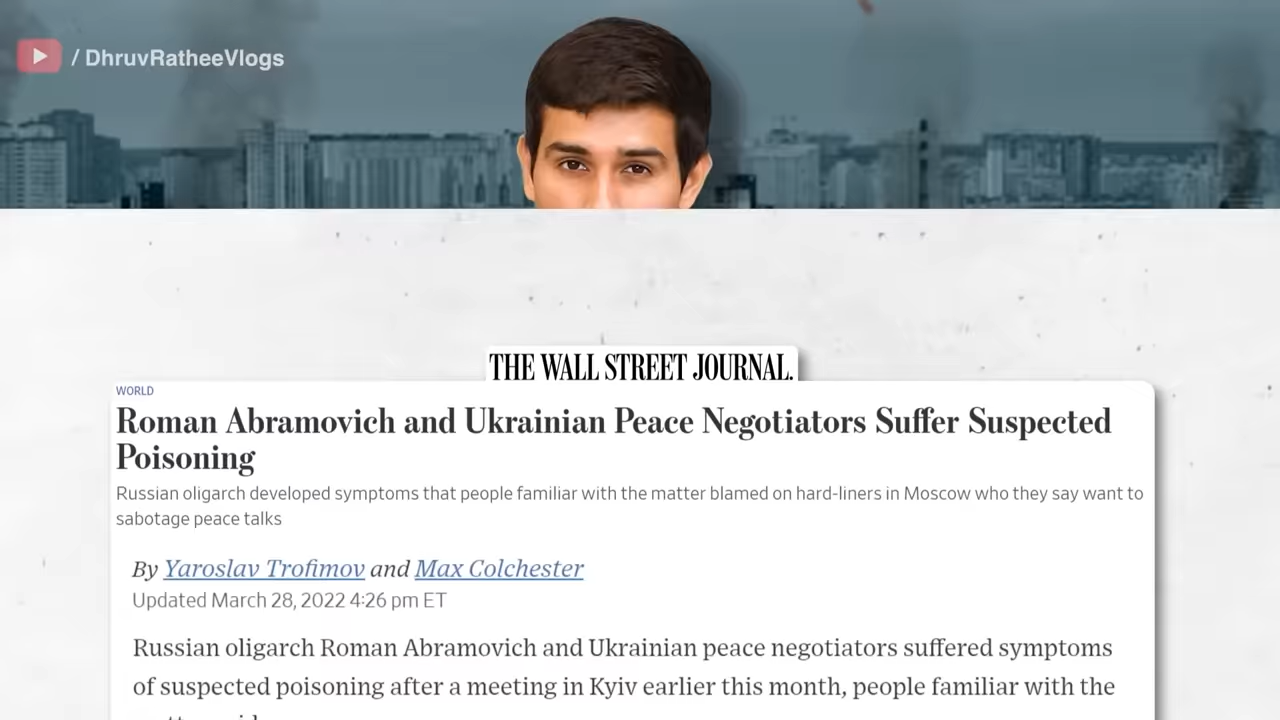 / DhruvRatheeVlogs
THE WALL STREET JOURNAL.
WORLD
Roman Abramovich and Ukrainian Peace Negotiators Suffer Suspected
Poisoning
Russian oligarch developed symptoms that people familiar with the matter blamed on hard-liners in Moscow who they say want to
sabotage peace talks
By Yaroslav Trofimov and Max Colchester
Updated March 28, 2022 4:26 pm ET
Russian oligarch Roman Abramovich and Ukrainian peace negotiators suffered symptoms
of suspected poisoning after a meeting in Kyiv earlier this month, people familiar with the